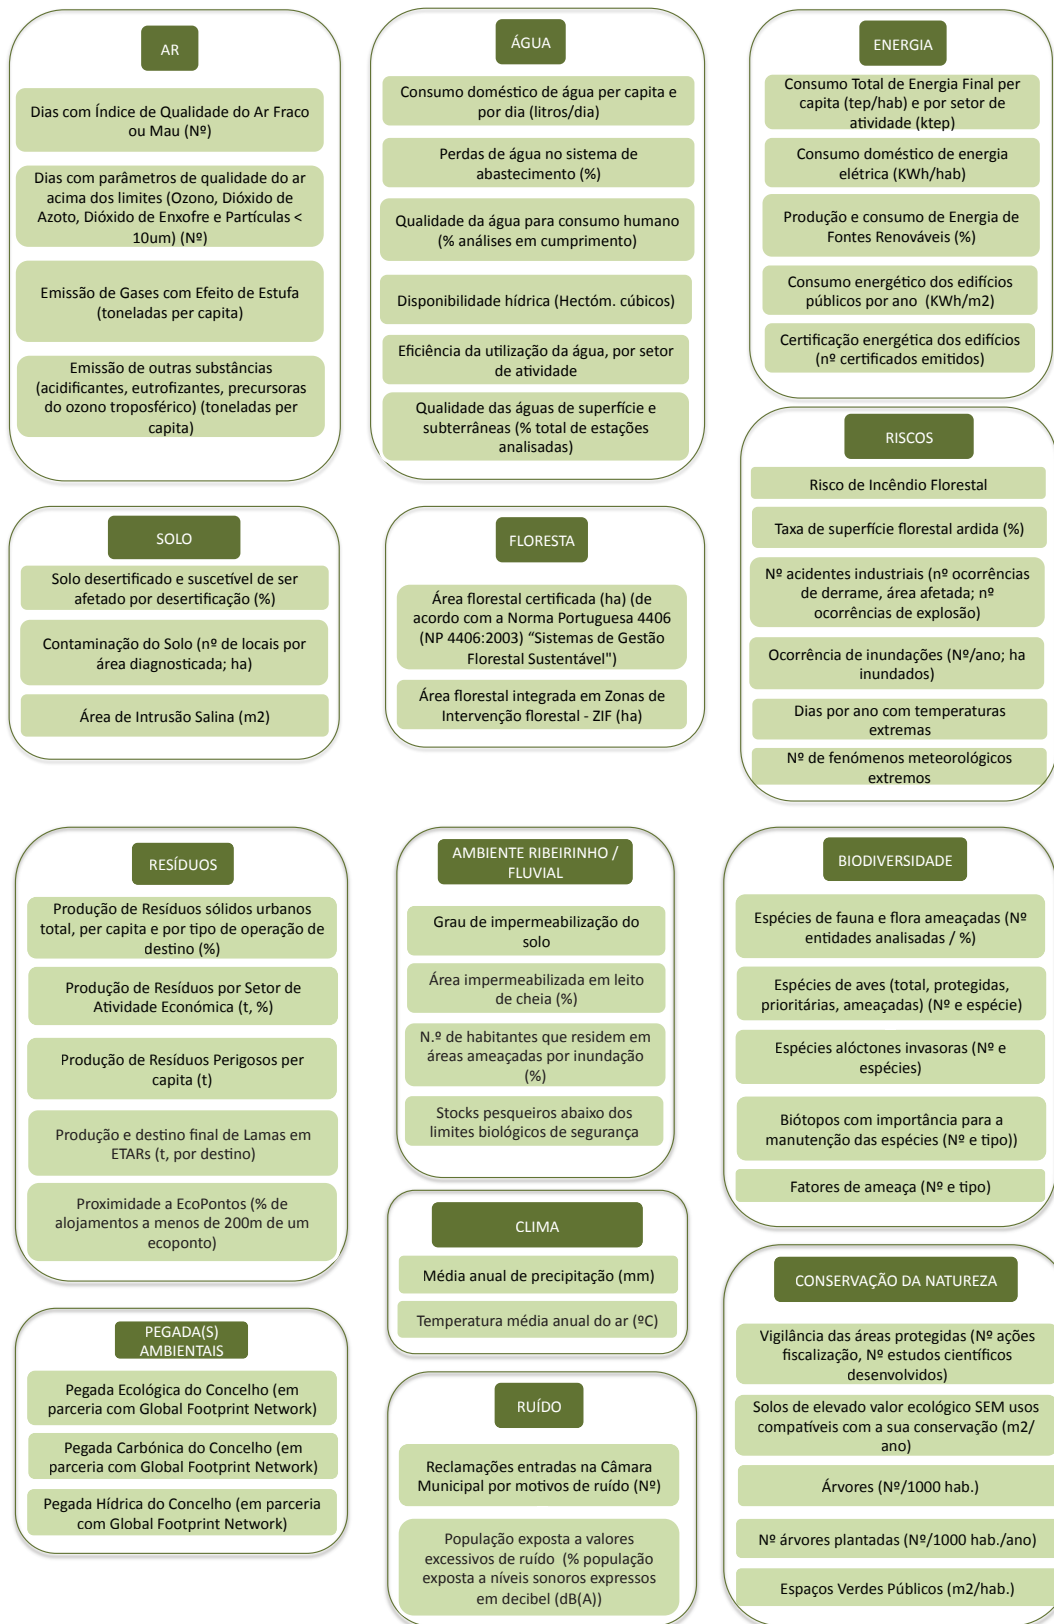 AR
Dias com Índice de Qualidade do Ar Fraco
ou Mau (Nº)
Dias com parâmetros de qualidade do ar
acima dos limites (Ozono, Dióxido de
Azoto, Dióxido de Enxofre e Partículas <
10um) (Nº)
Emissão de Gases com Efeito de Estufa
(toneladas per capita)
Emissão de outras substâncias
(acidificantes, eutrofizantes, precursoras
do ozono troposférico) (toneladas per
capita)
ÁGUA
Consumo doméstico de água per capita e
por dia (litros/dia)
Perdas de água no sistema de
abastecimento (%)
Qualidade da água para consumo humano
(% análises em cumprimento)
Disponibilidade hídrica (Hectóm. cúbicos)
Eficiência da utilização da água, por setor
de atividade
Qualidade das águas de superfície e
subterrâneas (% total de estações
analisadas)
ENERGIA
Consumo Total de Energia Final per
capita (tep/hab) e por setor de
atividade (ktep)
Consumo doméstico de energia
elétrica (KWh/hab)
Produção e consumo de Energia de
Fontes Renováveis (%)
Consumo energético dos edifícios
públicos por ano (KWh/m2)
Certificação energética dos edifícios
(nº certificados emitidos)
RISCOS
Risco de Incêndio Florestal
Taxa de superfície florestal ardida (%)
Nº acidentes industriais (nº ocorrências
de derrame, área afetada; nº
ocorrências de explosão)
Ocorrência de inundações (Nº/ano; ha
inundados)
Dias por ano com temperaturas
extremas
Nº de fenómenos meteorológicos
extremos
SOLO
Solo desertificado e suscetível de ser
afetado por desertificação (%)
Contaminação do Solo (nº de locais por
área diagnosticada; ha)
Área de Intrusão Salina (m2)
FLORESTA
Área florestal certificada (ha) (de
acordo com a Norma Portuguesa 4406
(NP 4406:2003) “Sistemas de Gestão
Florestal Sustentável")
Área florestal integrada em Zonas de
Intervenção florestal - ZIF (ha)
RESÍDUOS
Produção de Resíduos sólidos urbanos
total, per capita e por tipo de operação de
destino (%)
Produção de Resíduos por Setor de
Atividade Económica (t, %)
Produção de Resíduos Perigosos per
capita (t)
Produção e destino final de Lamas em
ETARs (t, por destino)
Proximidade a EcoPontos (% de
alojamentos a menos de 200m de um
ecoponto)
AMBIENTE RIBEIRINHO /
FLUVIAL
Grau de impermeabilização do
solo
Área impermeabilizada em leito
de cheia (%)
N.º de habitantes que residem em
áreas ameaçadas por inundação
(%)
Stocks pesqueiros abaixo dos
limites biológicos de segurança
BIODIVERSIDADE
Espécies de fauna e flora ameaçadas (Nº
entidades analisadas / %)
Espécies de aves (total, protegidas,
prioritárias, ameaçadas) (Nº e espécie)
Espécies alóctones invasoras (Nº e
espécies)
Biótopos com importância para a
manutenção das espécies (Nº e tipo))
Fatores de ameaça (Nº e tipo)
CLIMA
Média anual de precipitação (mm)
Temperatura média anual do ar (ºC)
CONSERVAÇÃO DA NATUREZA
Vigilância das áreas protegidas (Nº ações
fiscalização, Nº estudos científicos
desenvolvidos)
Solos de elevado valor ecológico SEM usos
compatíveis com a sua conservação (m2/
ano)
Árvores (Nº/1000 hab.)
Nº árvores plantadas (Nº/1000 hab./ano)
Espaços Verdes Públicos (m2/hab.)
PEGADA(S)
AMBIENTAIS
Pegada Ecológica do Concelho (em
parceria com Global Footprint Network)
Pegada Carbónica do Concelho (em
parceria com Global Footprint Network)
Pegada Hídrica do Concelho (em parceria
com Global Footprint Network)
RUÍDO
Reclamações entradas na Câmara
Municipal por motivos de ruído (Nº)
População exposta a valores
excessivos de ruído (% população
exposta a níveis sonoros expressos
em decibel (dB(A))